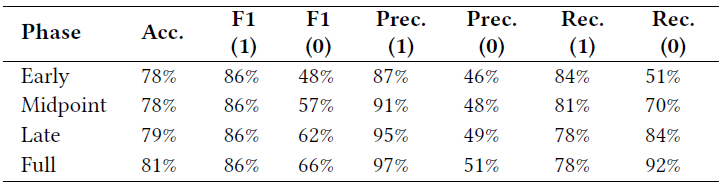 Phase Acc. F1 (1) F1 (0) Prec. (1) Prec. (0) Rec. (1) Rec. (0)
Early 78% 86% 48% 87% 46% 84% 51%
Midpoint 78% 86% 57% 91% 48% 81% 70%
Late 79% 86% 62% 95% 49% 78% 84%
Full 81% 86% 66% 97% 51% 78% 92%